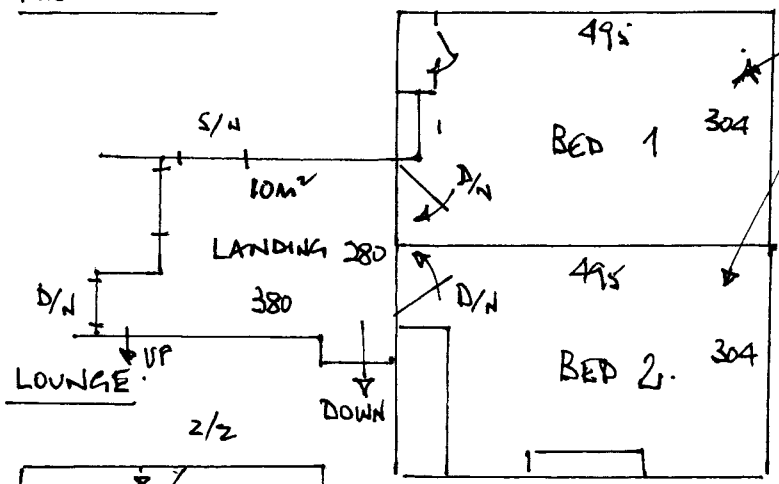 495
S/N
BED 1
304
10m²
D/N
LANDING 280
495
D/N
380
D/N
UP
BED 2.
304
LOUNGE.
DOWN
2/2